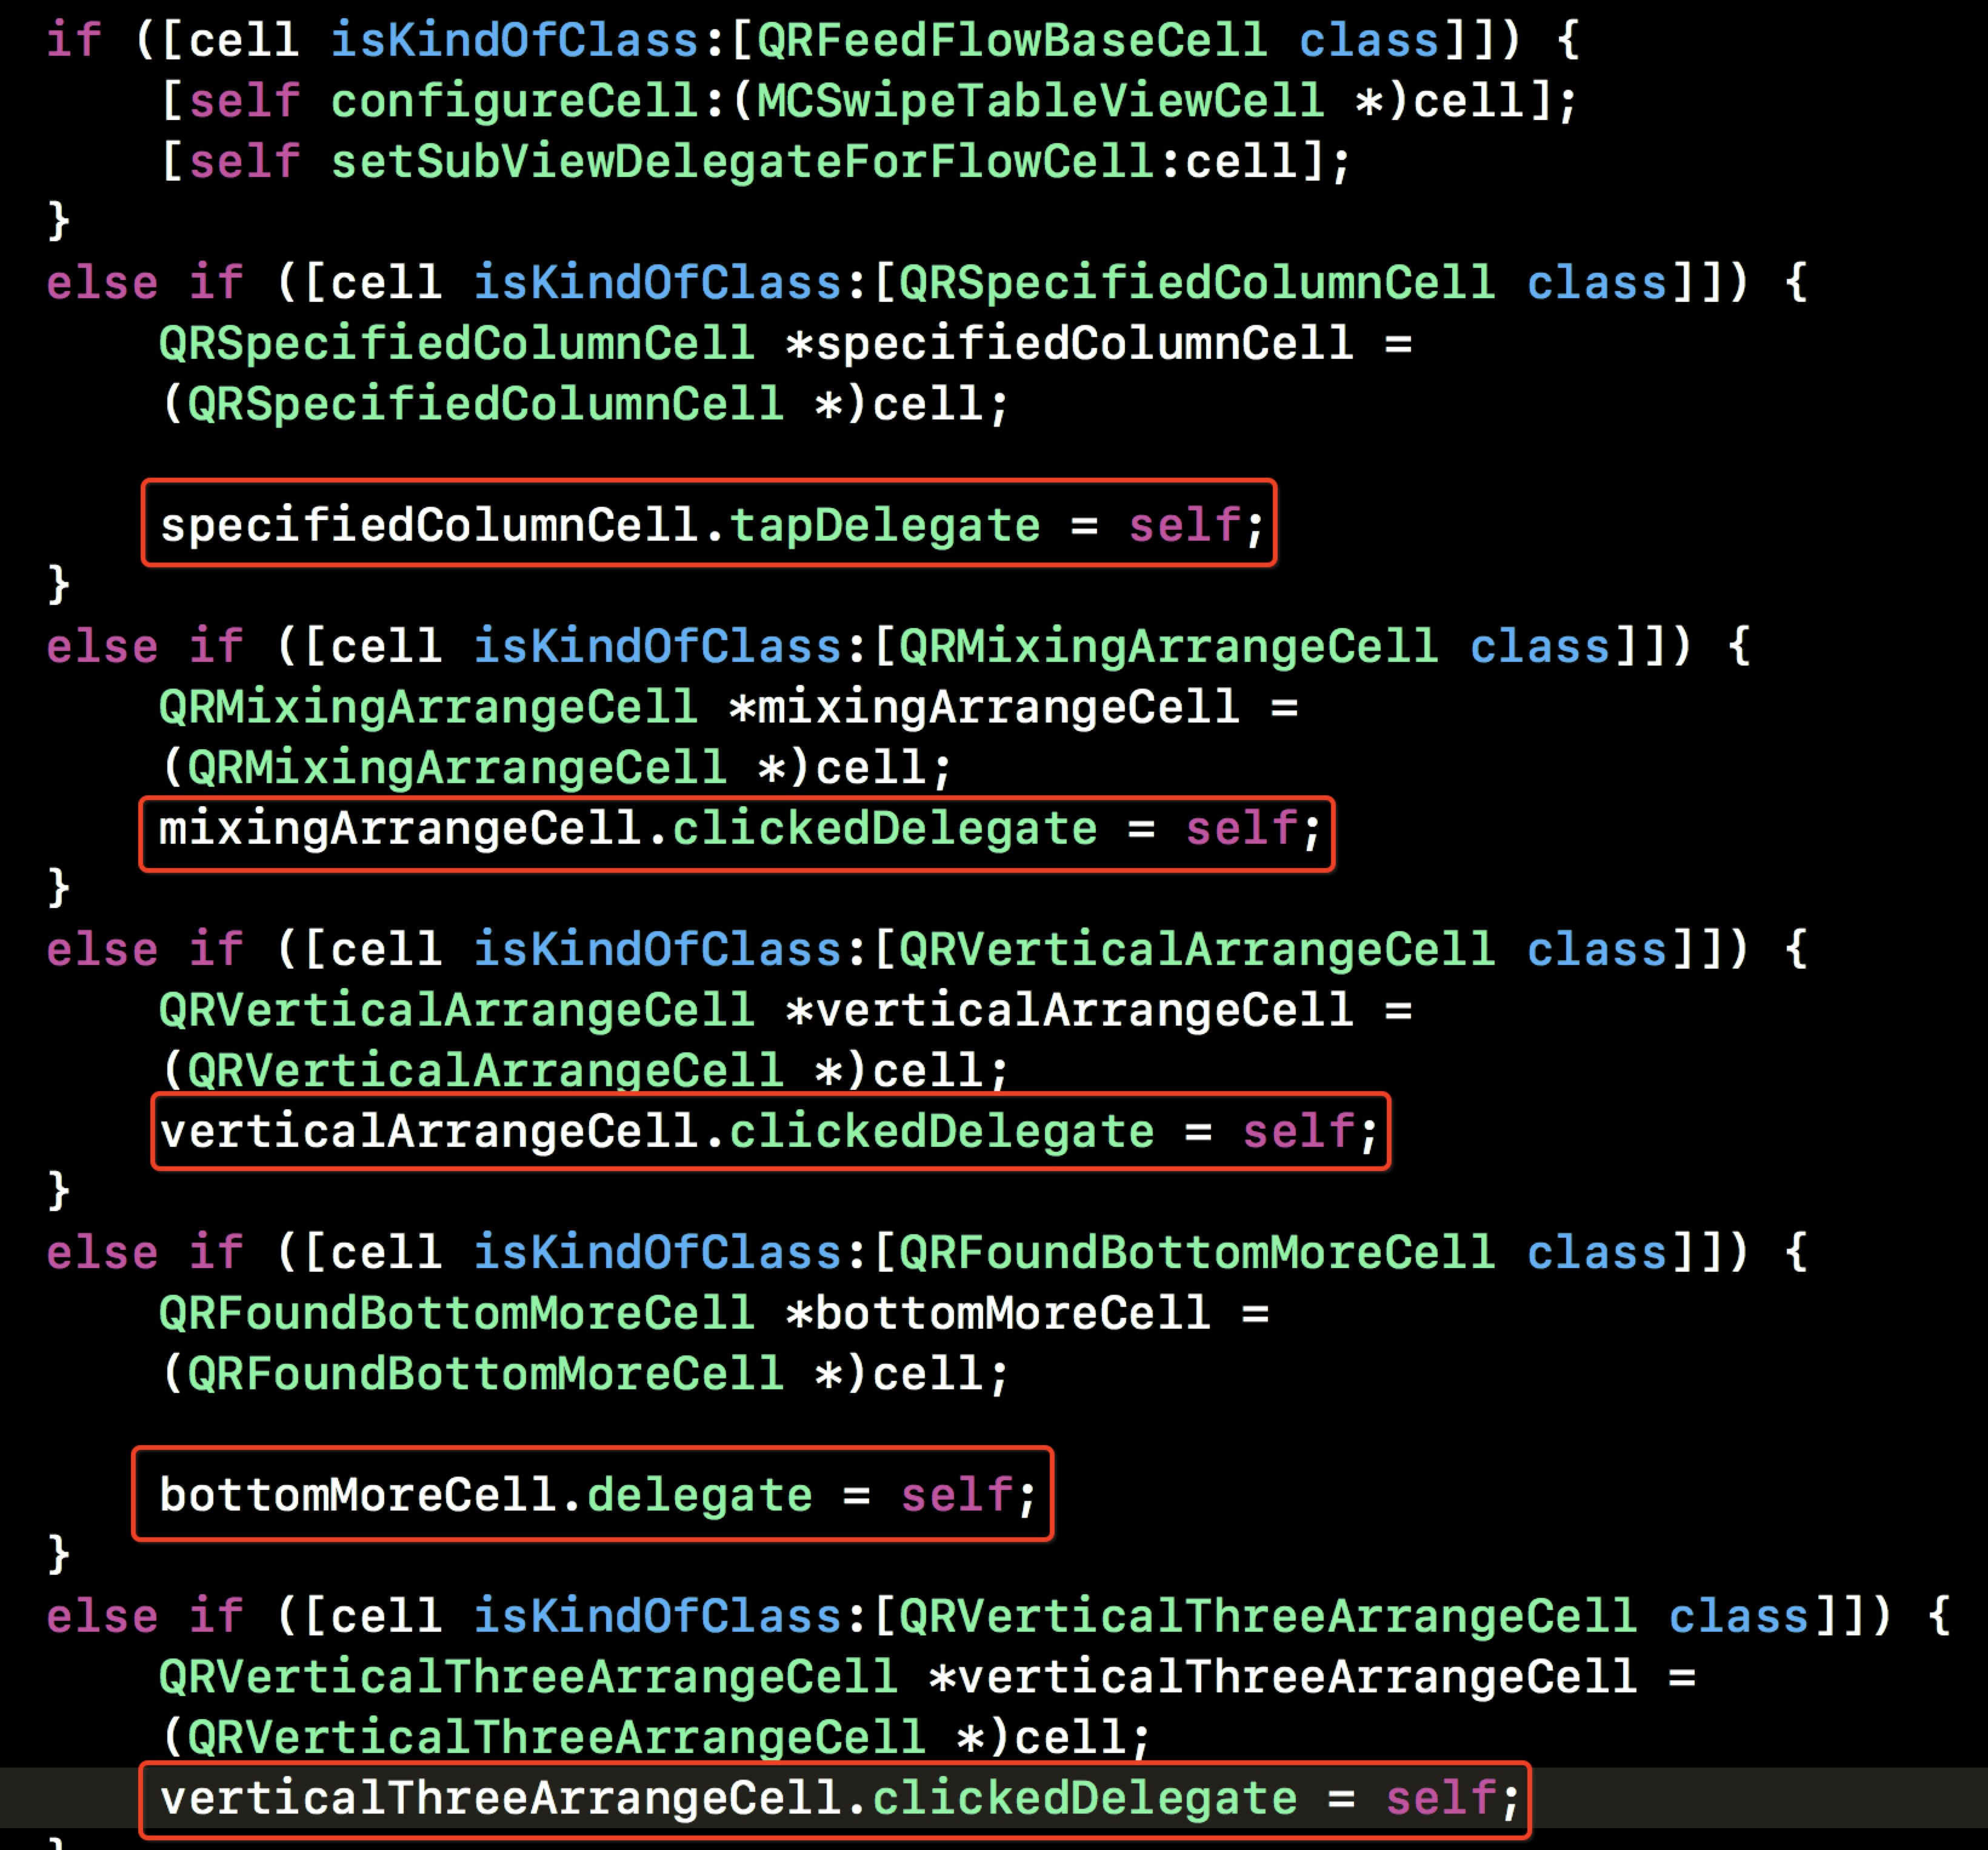 if ([cell isKindOfClass:[QRFeedFlowBaseCell class]]) {
[self configureCell:(MCSwipeTableViewCell *)cell];
[self setSubViewDelegateForFlowCell:cell];
}
else if ([cell isKindOfClass:[QRSpecifiedColumnCell class]]) {
QRSpecifiedColumnCell *specifiedColumnCell =
(QRSpecifiedColumnCell *)cell;
specifiedColumnCell.tapDelegate = self;
}
else if ([cell isKindOfClass:[QRMixingArrangeCell class]]) {
QRMixingArrangeCell *mixingArrangeCell =
(QRMixingArrangeCell *)cell;
mixingArrangeCell.clickedDelegate = self;
}
else if ([cell isKindOfClass:[QRVerticalArrangeCell class]]) {
QRVerticalArrangeCell *verticalArrangeCell =
(QRVerticalArrangeCell *)cell;
verticalArrangeCell.clickedDelegate = self;
}
else if ([cell isKindOfClass:[QRFoundBottomMoreCell class]]) {
QRFoundBottomMoreCell *bottomMoreCell =
(QRFoundBottomMoreCell *)cell;
bottomMoreCell.delegate = self;
}
else if ([cell isKindOfClass:[QRVerticalThreeArrangeCell class]]) {
QRVerticalThreeArrangeCell *verticalThreeArrangeCell =
(QRVerticalThreeArrangeCell *)cell;
verticalThreeArrangeCell.clickedDelegate = self;
}